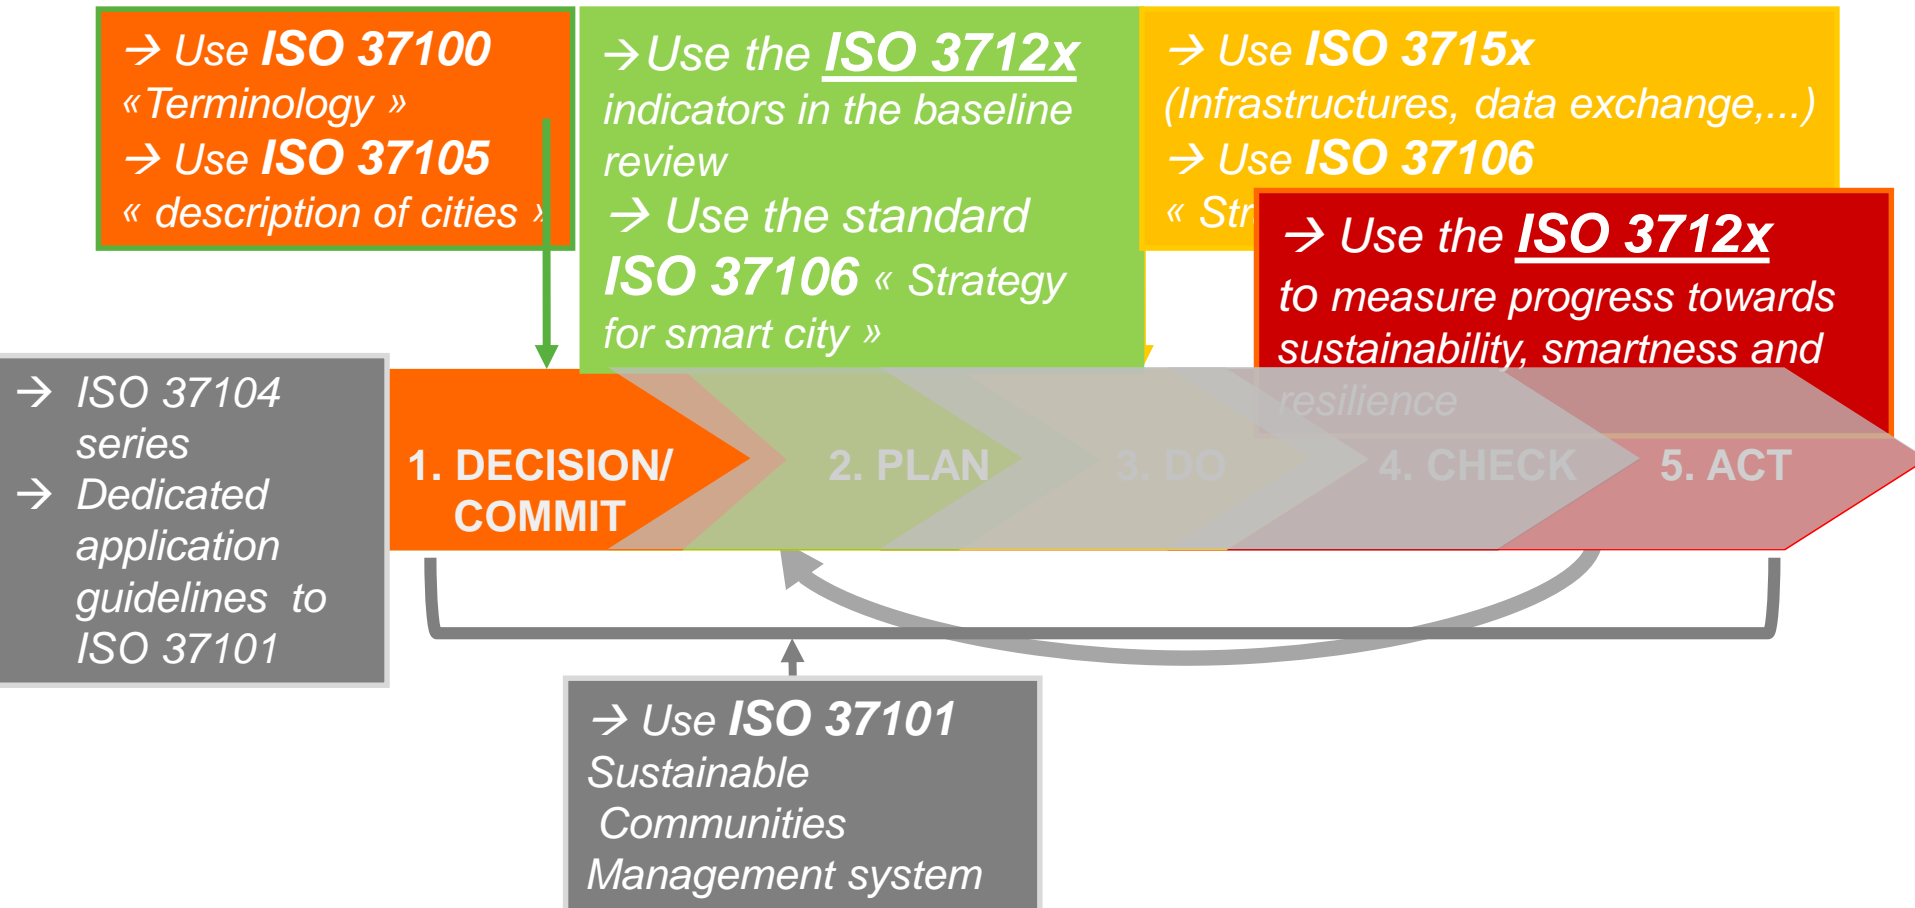 → Use ISO 37100
«Terminology »
→ Use ISO 37105
« description of cities »
→Use the ISO 3712x
indicators in the baseline
review
→ Use the standard
ISO 37106 « Strategy
for smart city »
→ Use ISO 3715x
(Infrastructures, data exchange,...)
→ Use ISO 37106
« Str
→ Use the ISO 3712x
to measure progress towards
sustainability, smartness and
resilience
→ ISO 37104
series
→ Dedicated
application
guidelines to
ISO 37101
1. DECISION/
COMMIT
2. PLAN
3. DO
4. CHECK
5. ACT
→ Use ISO 37101
Sustainable
Communities
Management system